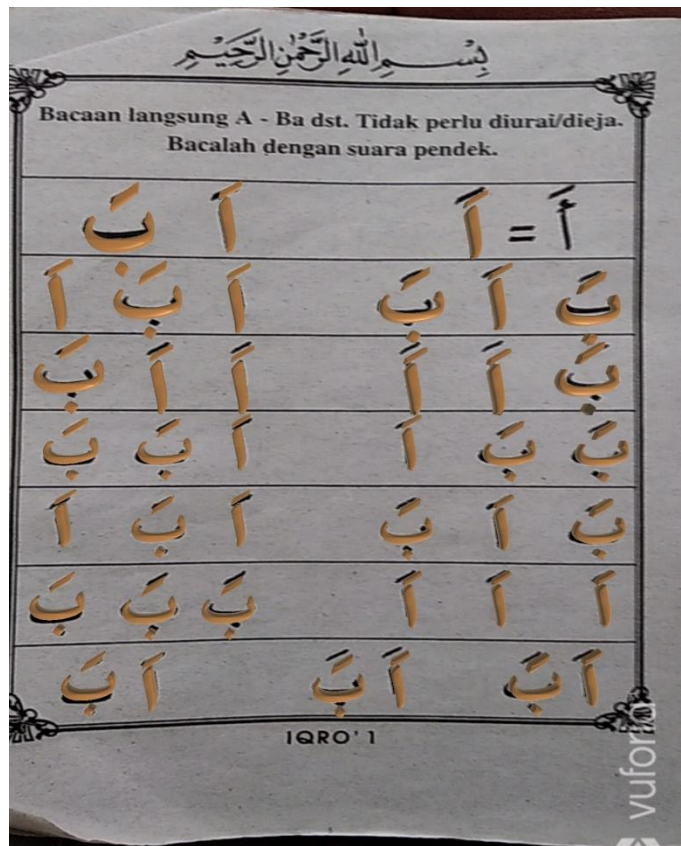 بِسْمِ اللّٰهِ الرَّحْمٰنِ الرَّحِيْمِ
Bacaan langsung A - Ba dst. Tidak perlu diurai/dieja.
Bacalah dengan suara pendek.
أَ = اَ اَ بَ
بَ اَ بَ اَ بَ اَ
بَ اَ اَ اَ اَ بَ
بَ بَ اَ اَ بَ بَ
بَ اَ بَ اَ بَ اَ
اَ اَ اَ بَ بَ بَ
اَ بَ اَ بَ اَ بَ
IQRO' 1
vuforia